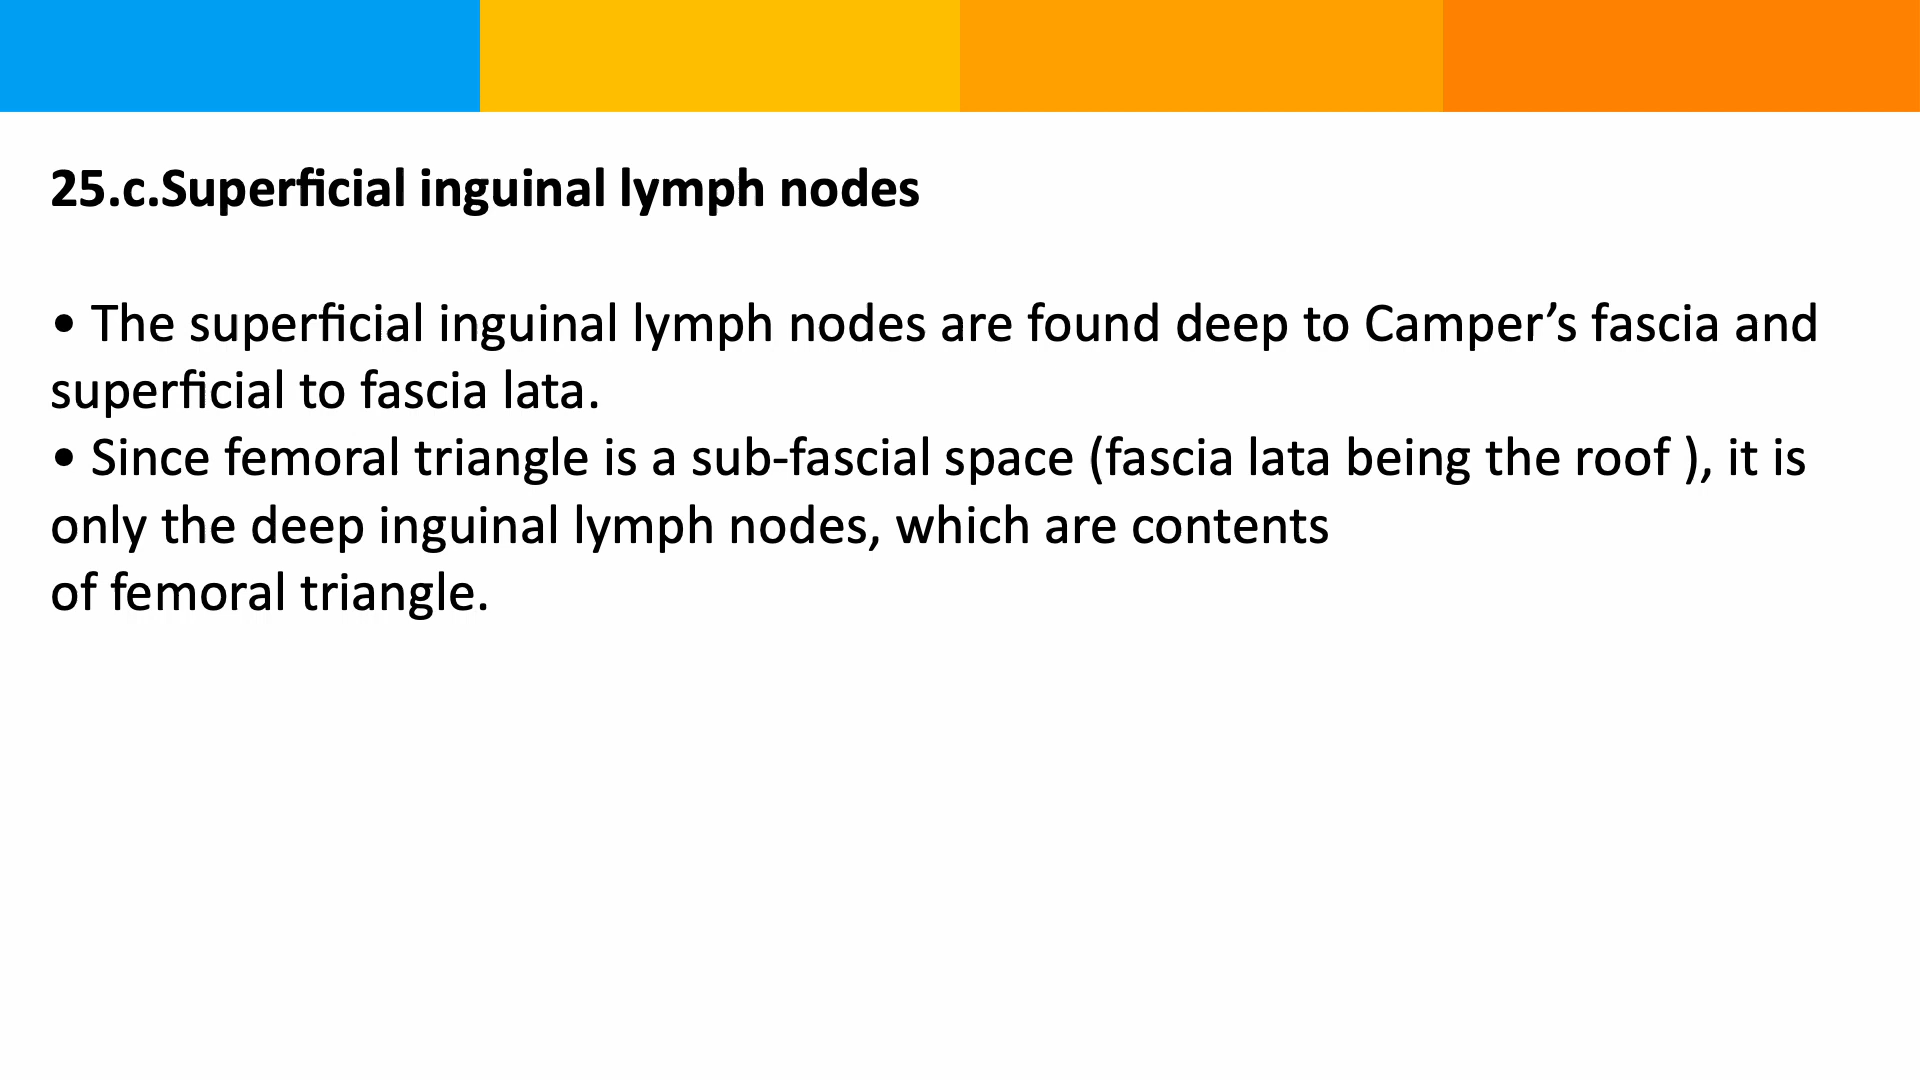 25.c.Superficial inguinal lymph nodes
• The superficial inguinal lymph nodes are found deep to Camper’s fascia and
superficial to fascia lata.
• Since femoral triangle is a sub-fascial space (fascia lata being the roof ), it is
only the deep inguinal lymph nodes, which are contents
of femoral triangle.